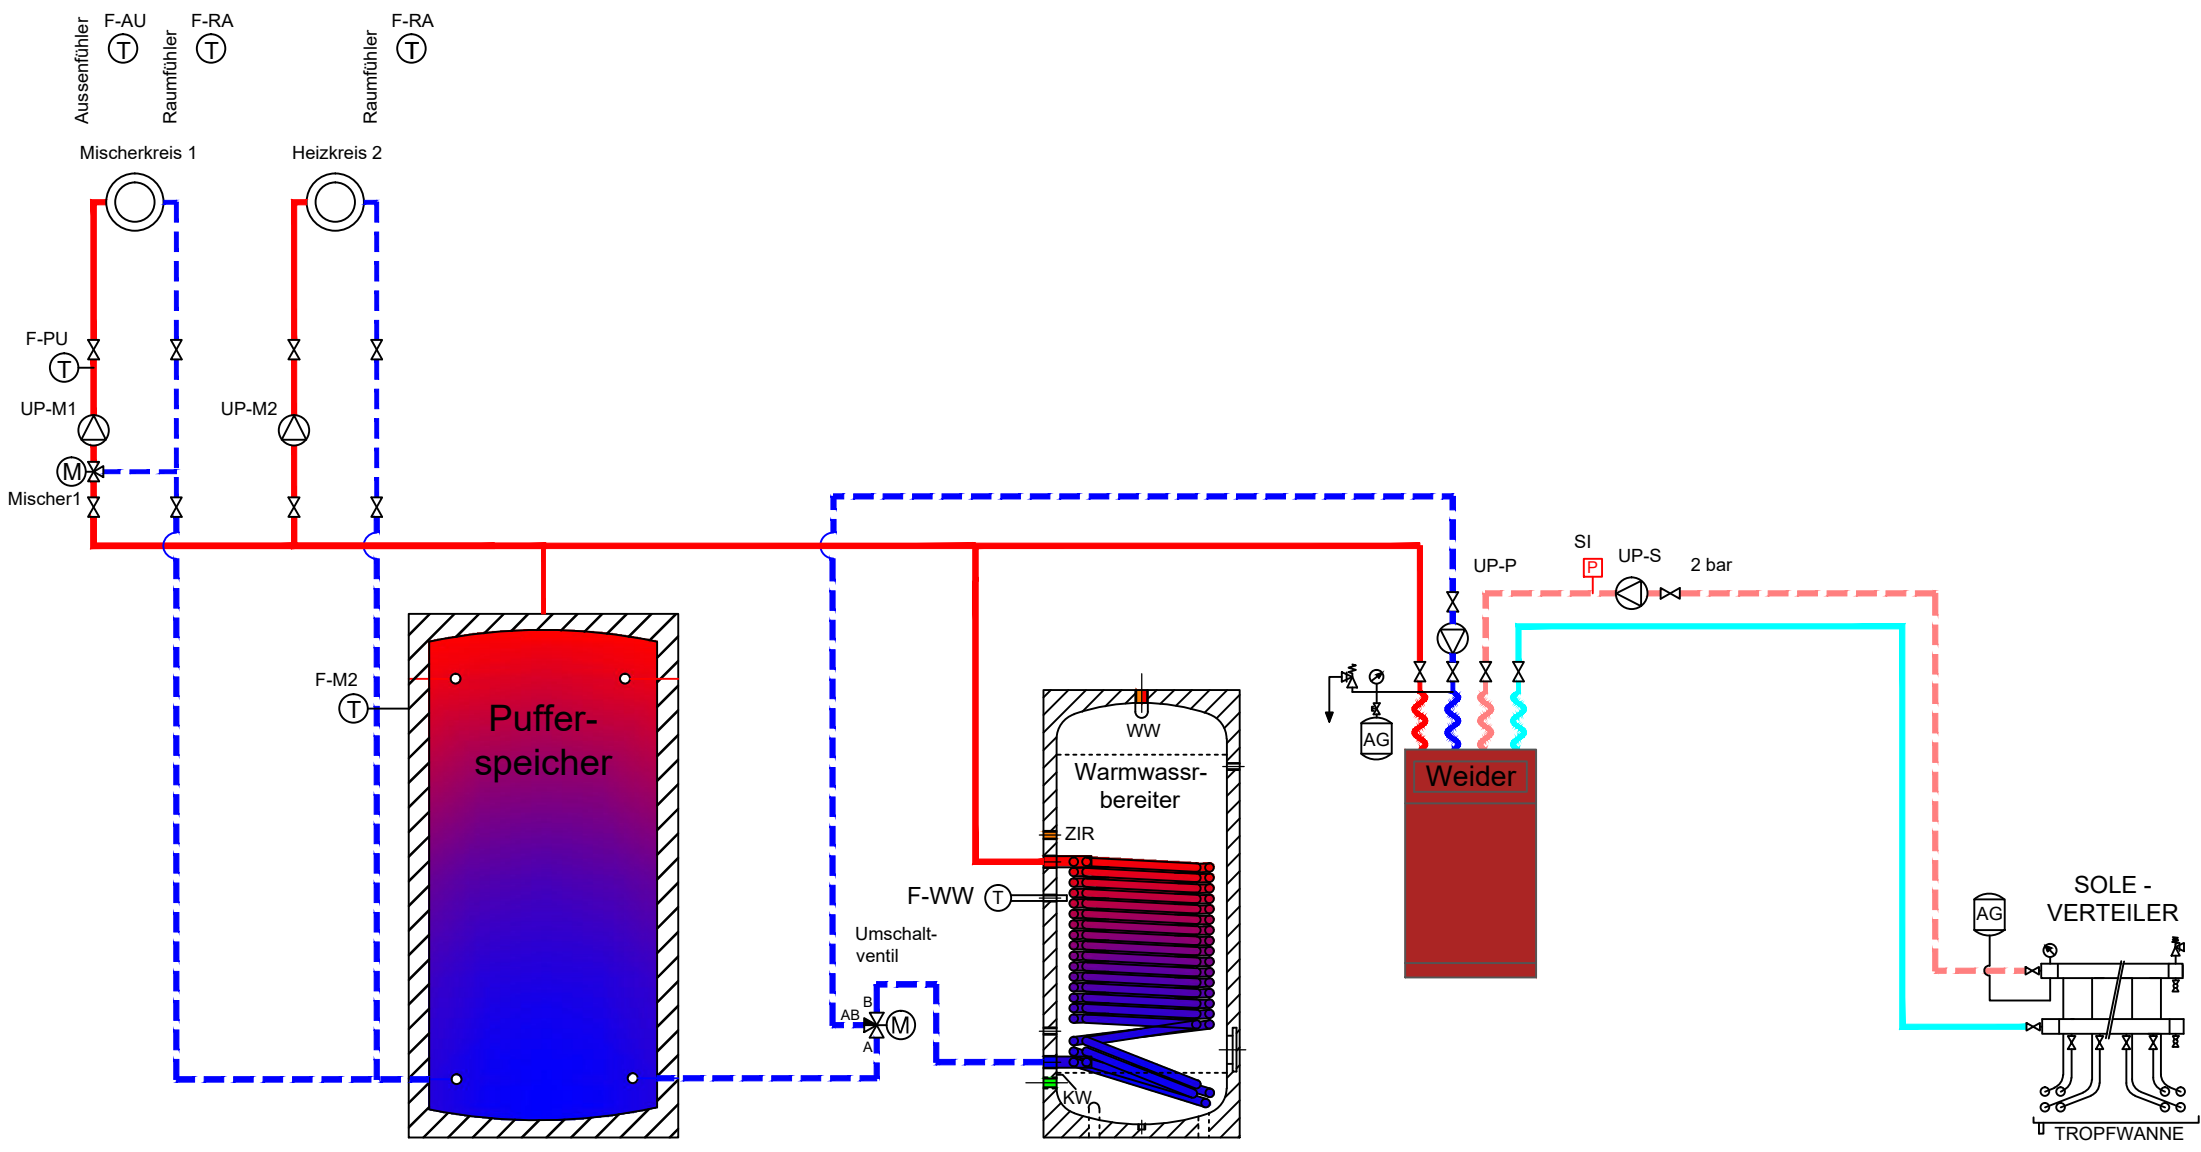 F-AU
F-RA
F-RA
T
T
T
Aussenfühler
Raumfühler
Raumfühler
Mischerkreis 1
Heizkreis 2
F-PU
T
UP-M1
UP-M2
M
Mischer1
SI
UP-S
UP-P
P
2 bar
F-M2
T
Puffer-
speicher
WW
AG
Weider
Warmwassr-
bereiter
ZIR
F-WW
T
SOLE -
VERTEILER
AG
Umschalt-
ventil
B
AB
M
A
KW
TROPFWANNE